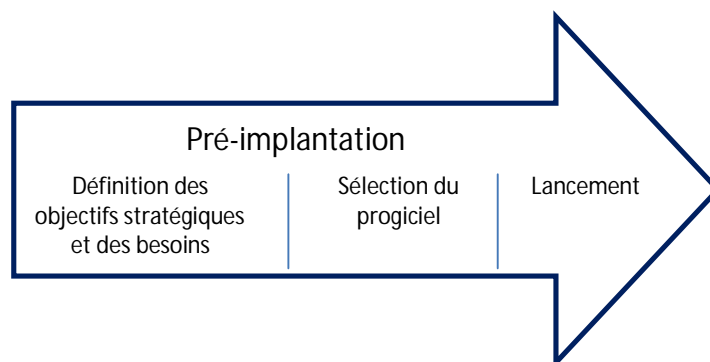 Pré-implantation
Définition des
objectifs stratégiques
et des besoins
Sélection du
progiciel
Lancement